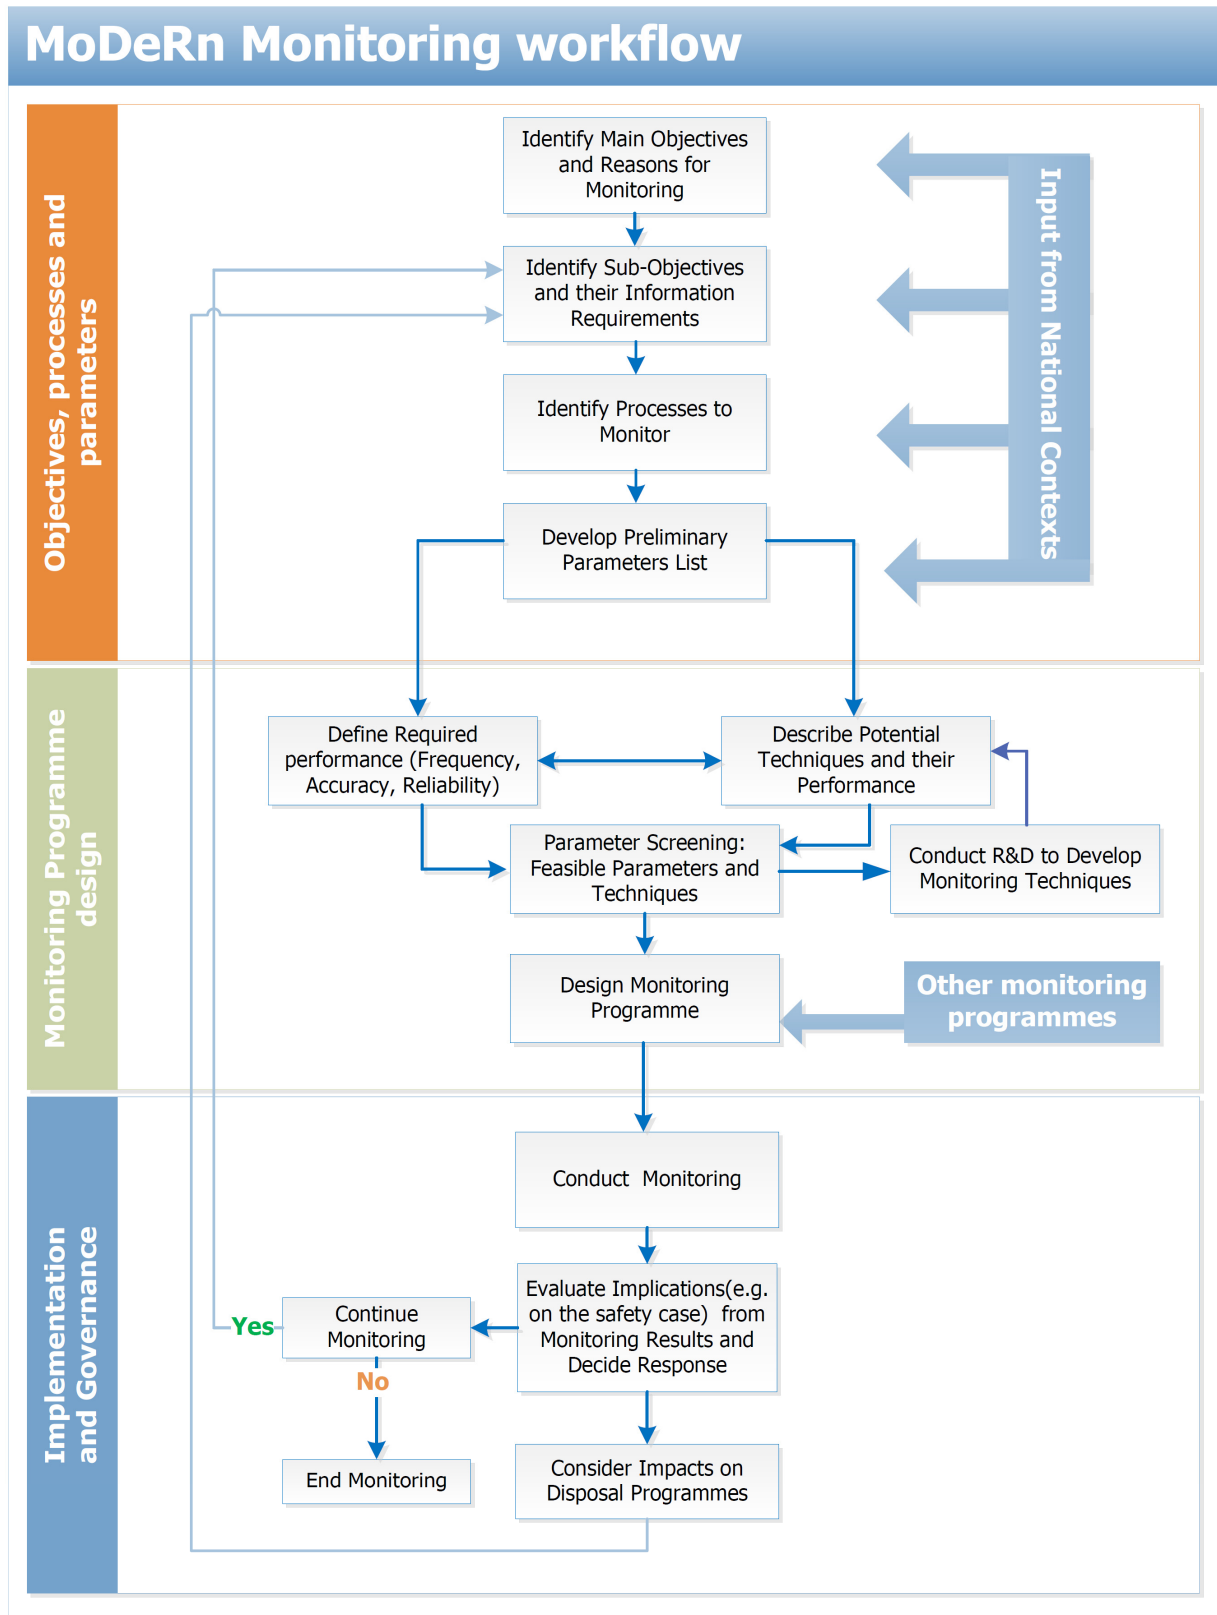 MoDeRn Monitoring workflow
Objectives, processes and
parameters
Identify Main Objectives
and Reasons for
Monitoring
Input from National Contexts
Identify Sub-Objectives
and their Information
Requirements
Identify Processes to
Monitor
Develop Preliminary
Parameters List
Monitoring Programme
design
Define Required
performance (Frequency,
Accuracy, Reliability)
Describe Potential
Techniques and their
Performance
Parameter Screening:
Feasible Parameters and
Techniques
Conduct R&D to Develop
Monitoring Techniques
Design Monitoring
Programme
Other monitoring
programmes
Implementation
and Governance
Conduct  Monitoring
Evaluate Implications(e.g.
on the safety case)  from
Monitoring Results and
Decide Response
Continue
Monitoring
Yes
No
End Monitoring
Consider Impacts on
Disposal Programmes